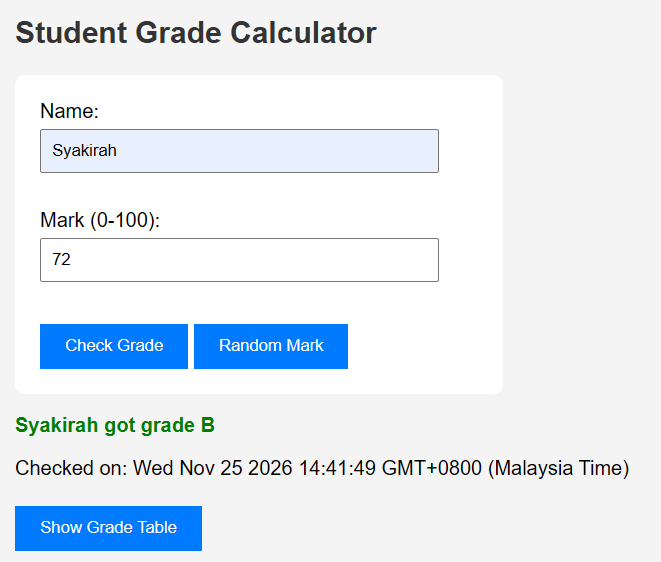 Student Grade Calculator
Name:
Syakirah
Mark (0-100):
72
Check Grade Random Mark
Syakirah got grade B
Checked on: Wed Nov 25 2026 14:41:49 GMT+0800 (Malaysia Time)
Show Grade Table